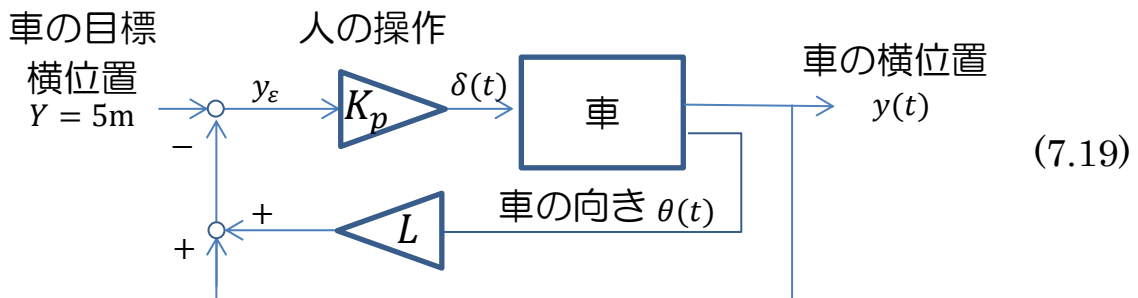 車の目標
横位置
Y = 5m
人の操作
y_ε
K_p
δ(t)
車
車の横位置
y(t)
(7.19)
−
+
+
L
車の向き θ(t)